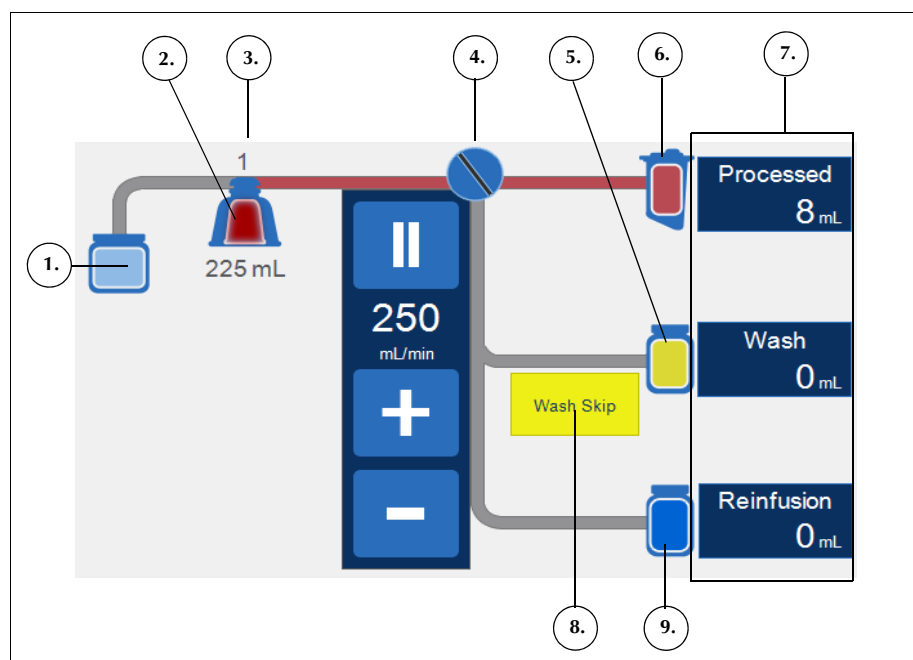 2. 3. 4. 5. 6. 7.
1
Processed
8 mL
1.
225 mL
250
mL/min
Wash
0 mL
Wash Skip
Reinfusion
0 mL
8. 9.